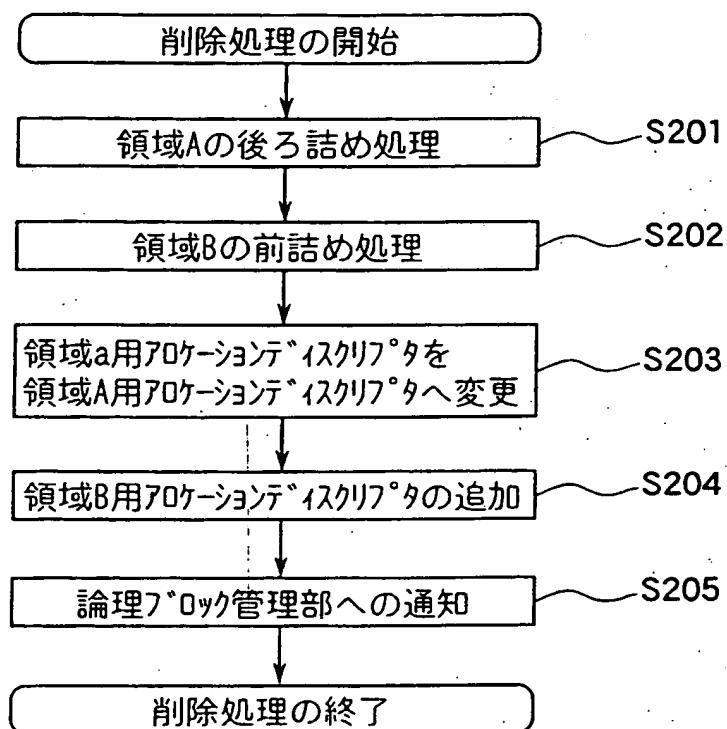 削除処理の開始
領域Aの後ろ詰め処理
S201
領域Bの前詰め処理
S202
領域a用ｱﾛｹｰｼｮﾝﾃﾞｨｽｸﾘﾌﾟﾀを
領域A用ｱﾛｹｰｼｮﾝﾃﾞｨｽｸﾘﾌﾟﾀへ変更
S203
領域B用ｱﾛｹｰｼｮﾝﾃﾞｨｽｸﾘﾌﾟﾀの追加
S204
論理ﾌﾞﾛｯｸ管理部への通知
S205
削除処理の終了